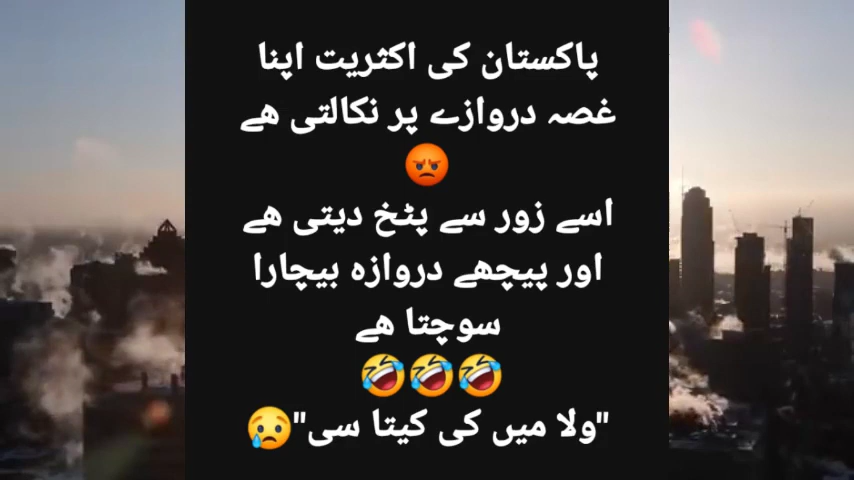 پاکستان کی اکثریت اپنا
غصہ دروازے پر نکالتی ھے
😡
اسے زور سے پٹخ دیتی ھے
اور پیچھے دروازہ بیچارا
سوچتا ھے
🤣🤣🤣
"ولا میں کی کیتا سی"😢